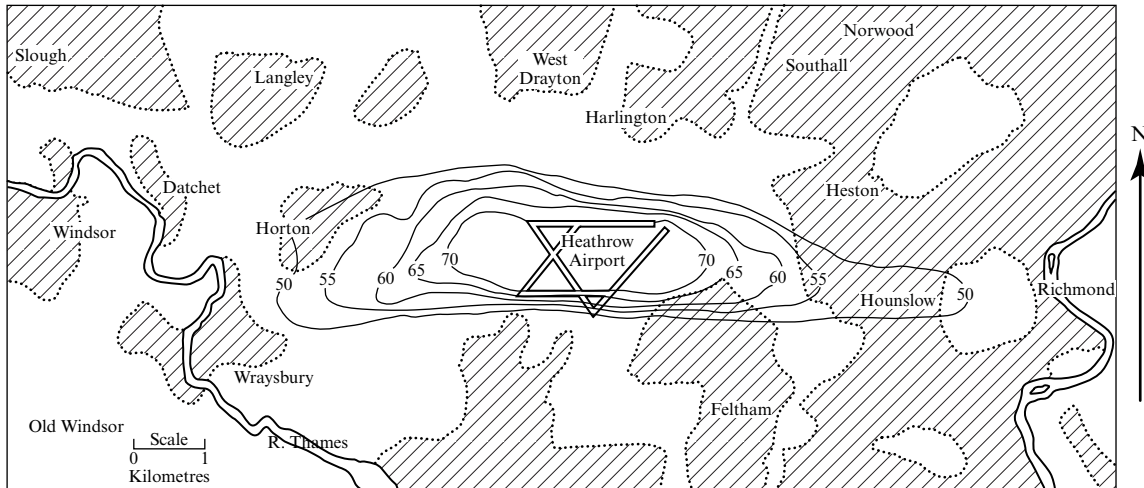 Norwood
Slough
West
Drayton
Southall
Langley
Harlington
N
Datchet
Heston
Windsor
Horton
Heathrow
Airport
70
65
60
55
50
70
65
60
55
50
Hounslow
Richmond
Wraysbury
Feltham
Old Windsor
Scale
R. Thames
0 1
Kilometres